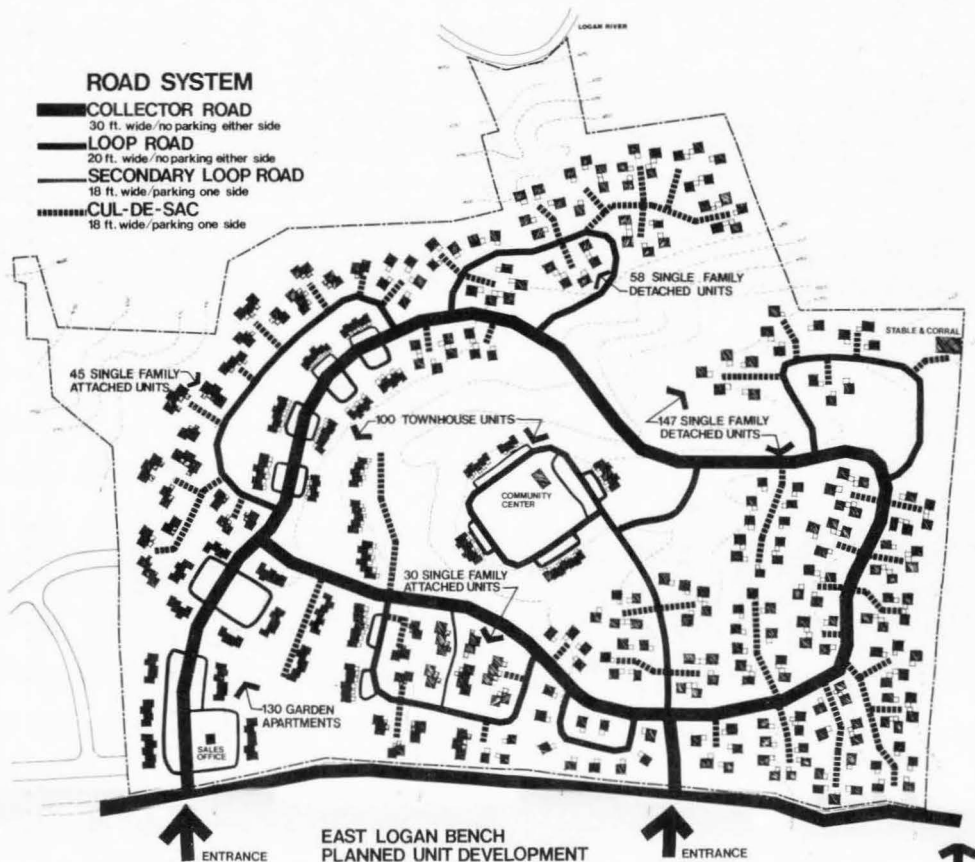 LOGAN RIVER
ROAD SYSTEM
COLLECTOR ROAD
30 ft. wide/no parking either side
LOOP ROAD
20 ft. wide/no parking either side
SECONDARY LOOP ROAD
18 ft. wide/parking one side
CUL-DE-SAC
18 ft. wide/parking one side
58 SINGLE FAMILY
DETACHED UNITS
STABLE & CORRAL
45 SINGLE FAMILY
ATTACHED UNITS
100 TOWNHOUSE UNITS
147 SINGLE FAMILY
DETACHED UNITS
COMMUNITY
CENTER
30 SINGLE FAMILY
ATTACHED UNITS
130 GARDEN
APARTMENTS
SALES
OFFICE
ENTRANCE
EAST LOGAN BENCH
PLANNED UNIT DEVELOPMENT
ENTRANCE